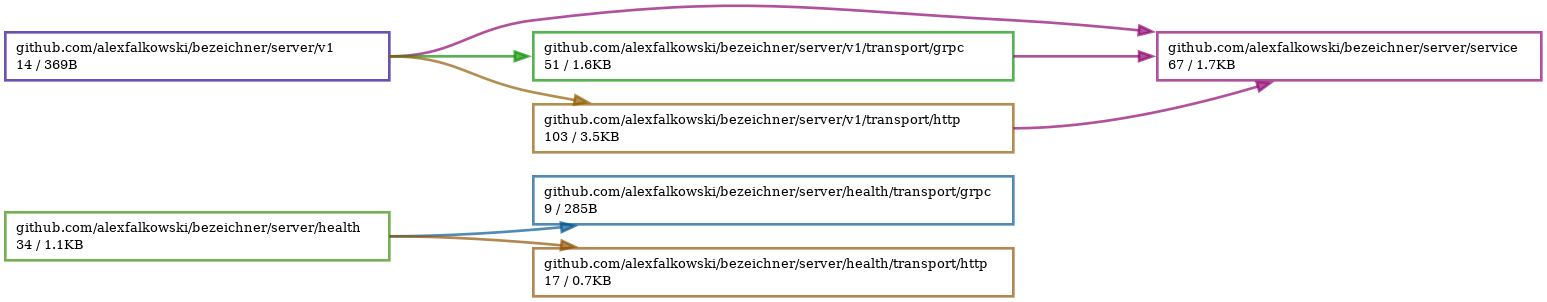 github.com/alexfalkowski/bezeichner/server/v1
14 / 369B
github.com/alexfalkowski/bezeichner/server/v1/transport/grpc
51 / 1.6KB
github.com/alexfalkowski/bezeichner/server/service
67 / 1.7KB
github.com/alexfalkowski/bezeichner/server/v1/transport/http
103 / 3.5KB
github.com/alexfalkowski/bezeichner/server/health/transport/grpc
9 / 285B
github.com/alexfalkowski/bezeichner/server/health
34 / 1.1KB
github.com/alexfalkowski/bezeichner/server/health/transport/http
17 / 0.7KB